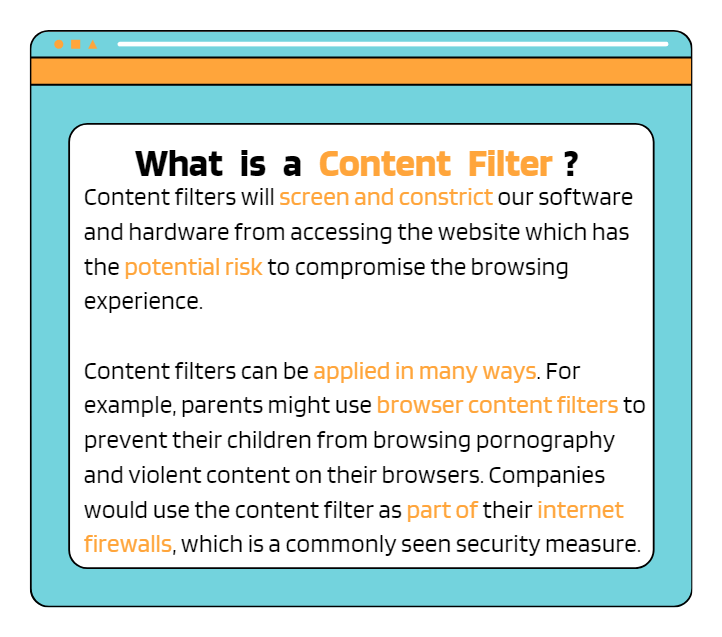 What is a Content Filter ?
Content filters will screen and constrict our software
and hardware from accessing the website which has
the potential risk to compromise the browsing
experience.
Content filters can be applied in many ways. For
example, parents might use browser content filters to
prevent their children from browsing pornography
and violent content on their browsers. Companies
would use the content filter as part of their internet
firewalls, which is a commonly seen security measure.